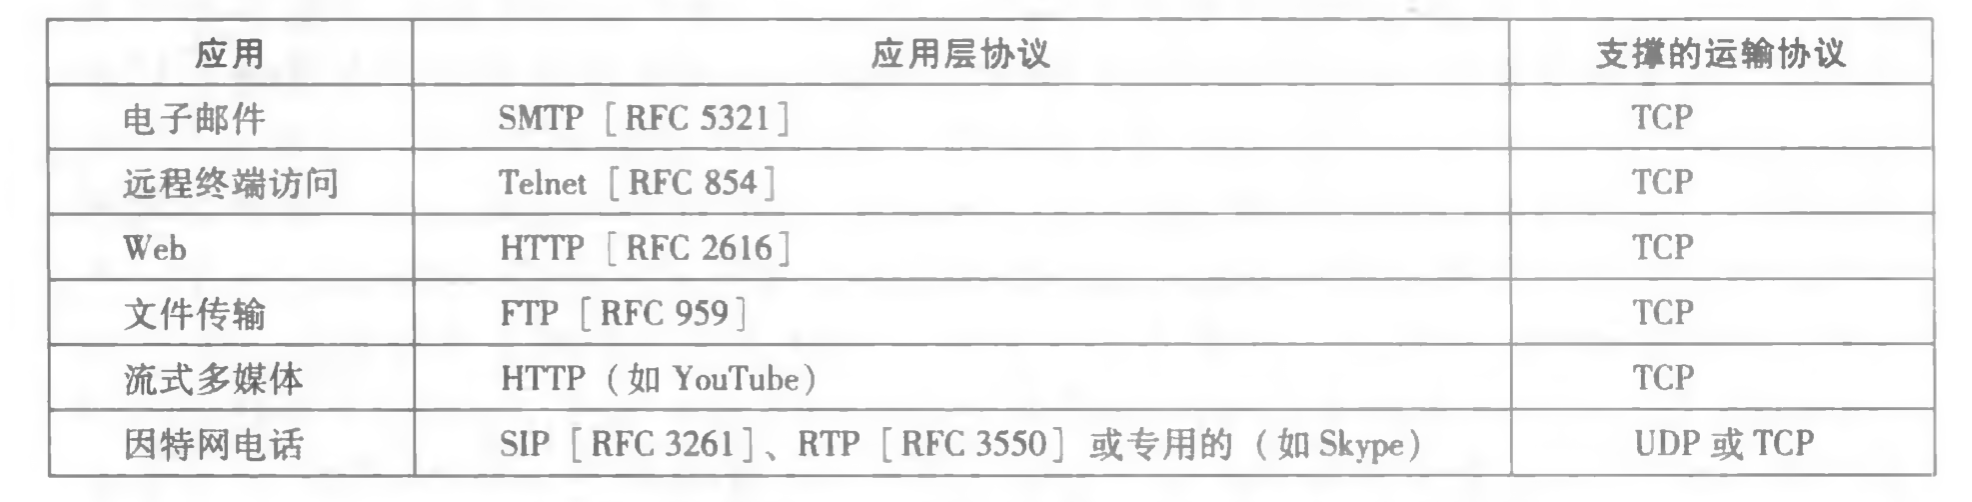 应用 应用层协议 支撑的运输协议
电子邮件 SMTP [RFC 5321] TCP
远程终端访问 Telnet [RFC 854] TCP
Web HTTP [RFC 2616] TCP
文件传输 FTP [RFC 959] TCP
流式多媒体 HTTP (如 YouTube) TCP
因特网电话 SIP [RFC 3261]、RTP [RFC 3550] 或专用的 (如 Skype) UDP 或 TCP